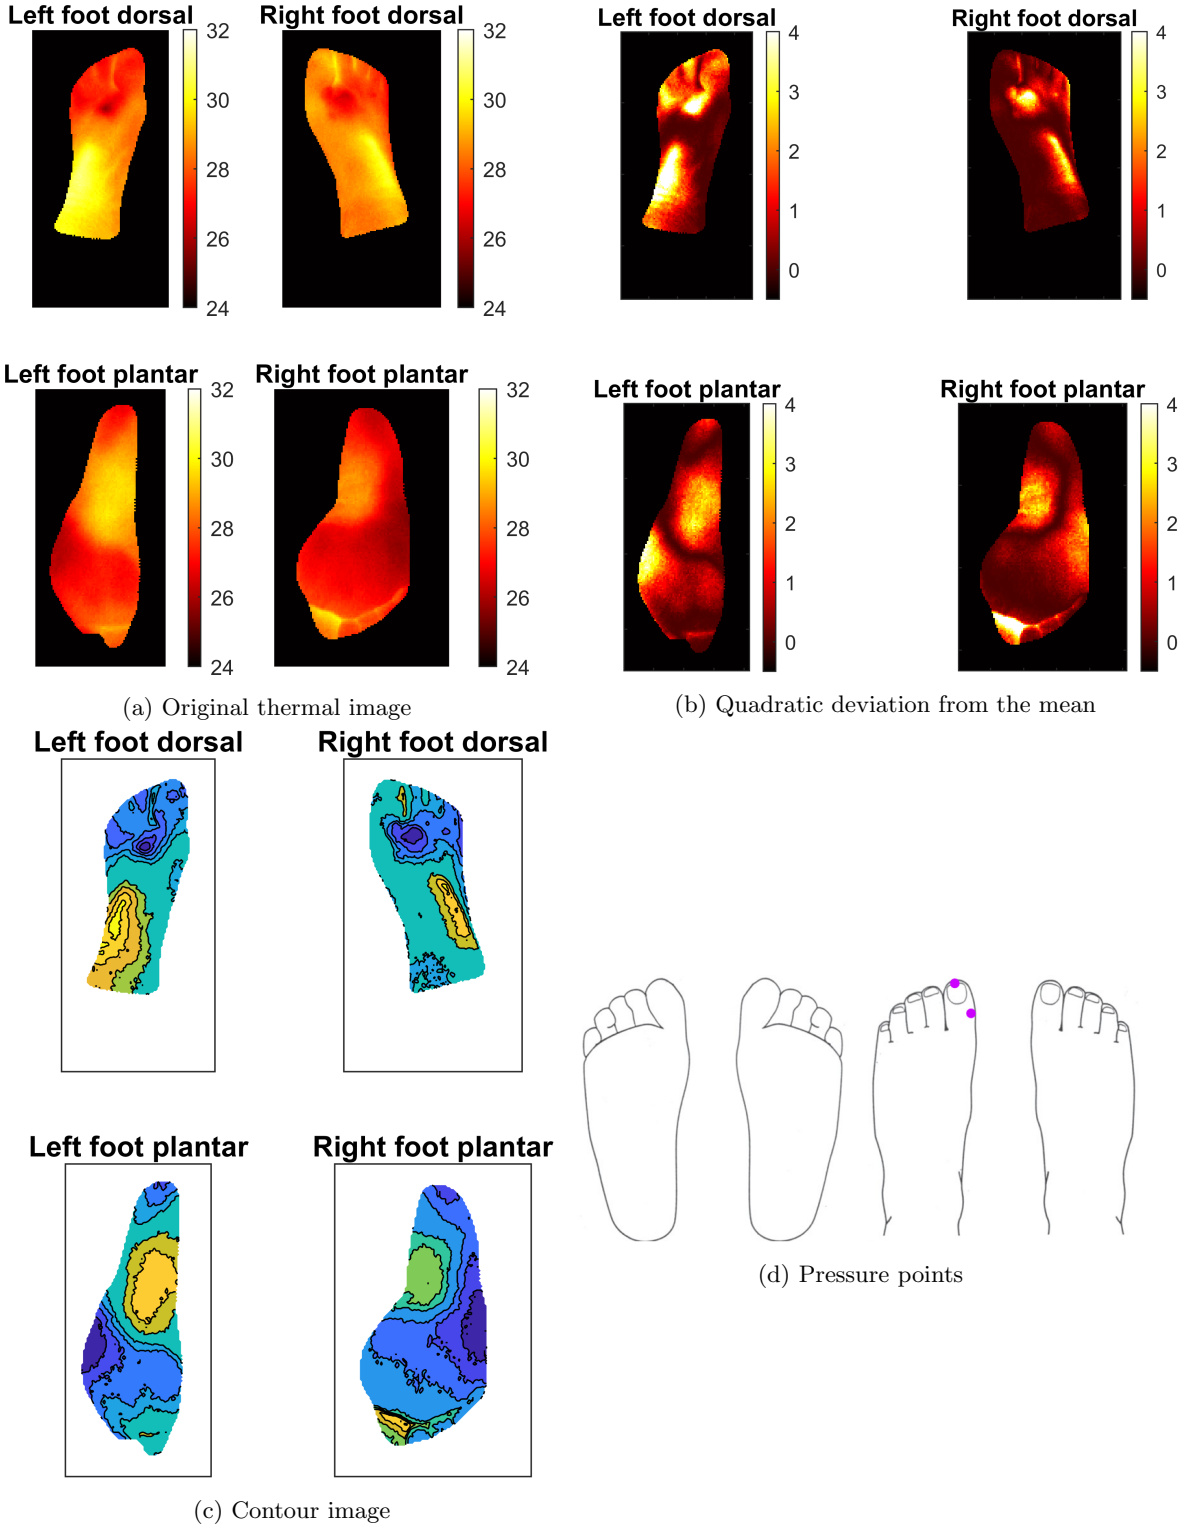 Left foot dorsal
Right foot dorsal
Left foot dorsal
Right foot dorsal
32
30
28
26
24
32
30
28
26
24
4
3
2
1
0
4
3
2
1
0
Left foot plantar
Right foot plantar
Left foot plantar
Right foot plantar
32
30
28
26
24
32
30
28
26
24
4
3
2
1
0
4
3
2
1
0
(a) Original thermal image
(b) Quadratic deviation from the mean
Left foot dorsal
Right foot dorsal
Left foot plantar
Right foot plantar
(d) Pressure points
(c) Contour image